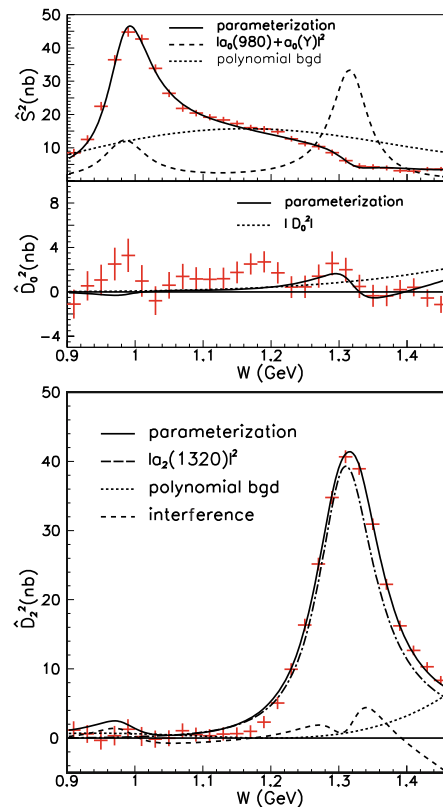 50
parameterization
|a₀(980)+a₀(Y)|²
40
polynomial bgd
30
Ŝ²(nb)
20
10
8
parameterization
| D₀²|
4
D̂₀²(nb)
0
−4
0.9 1 1.1 1.2 1.3 1.4
W (GeV)
50
parameterization
|a₂(1320)|²
40
polynomial bgd
interference
30
D̂₂²(nb)
20
10
0
0.9 1 1.1 1.2 1.3 1.4
W (GeV)